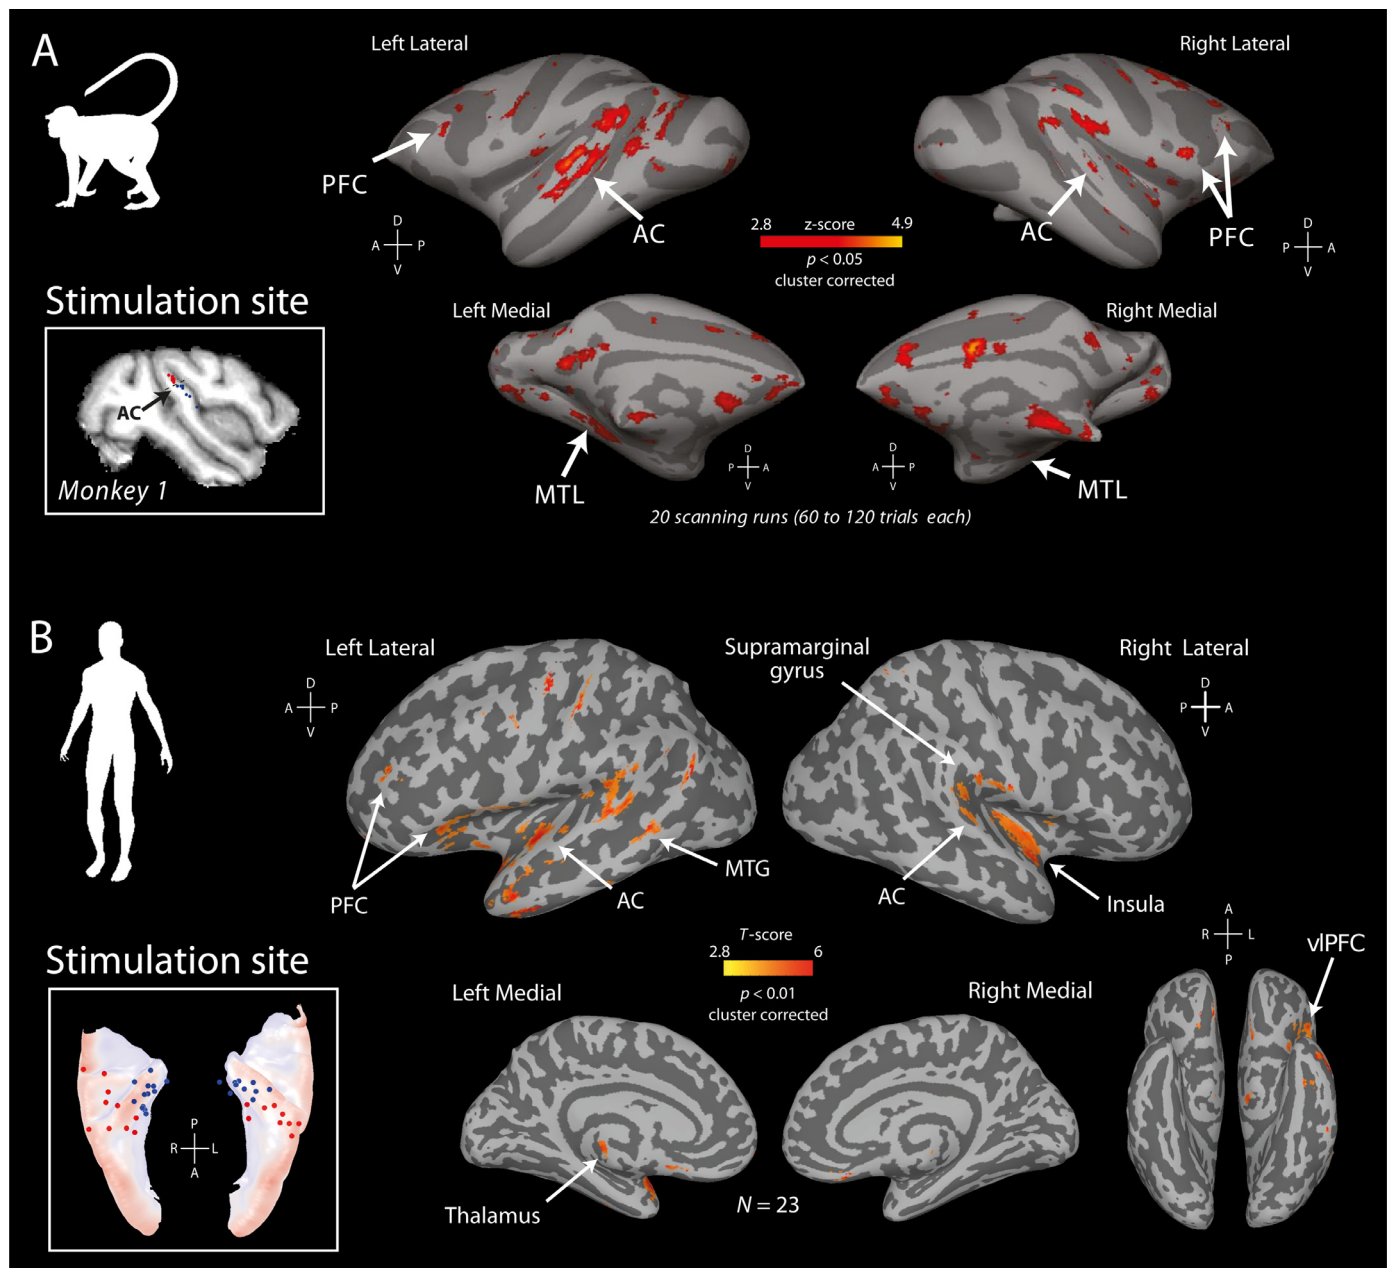 A
Left Lateral
Right Lateral
PFC
AC
D
A P
V
2.8 z-score 4.9
p < 0.05
cluster corrected
AC
PFC
D
P A
V
Stimulation site
AC
Monkey 1
Left Medial
Right Medial
MTL
D
P A
V
D
A P
V
MTL
20 scanning runs (60 to 120 trials each)
B
Left Lateral
D
A P
V
Supramarginal
gyrus
Right Lateral
D
P A
V
PFC
AC
MTG
AC
Insula
Stimulation site
P
R L
A
T-score
2.8 6
p < 0.01
cluster corrected
Left Medial
Right Medial
Thalamus
N = 23
A
R L
P
vlPFC